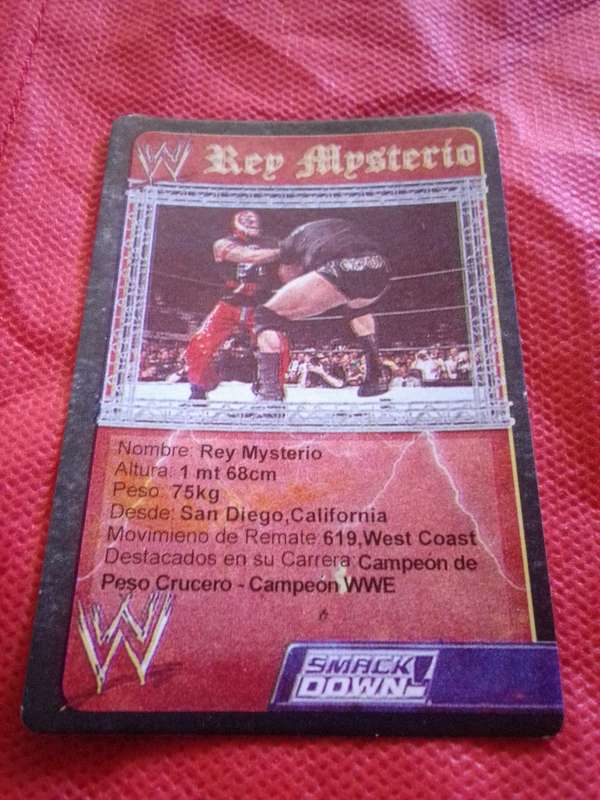 W Rey Mysterio
Nombre: Rey Mysterio
Altura: 1 mt 68cm
Peso: 75kg
Desde: San Diego,California
Movimieno de Remate: 619,West Coast
Destacados en su Carrera: Campeón de
Peso Crucero - Campeón WWE
6
W
SMACK
DOWN!